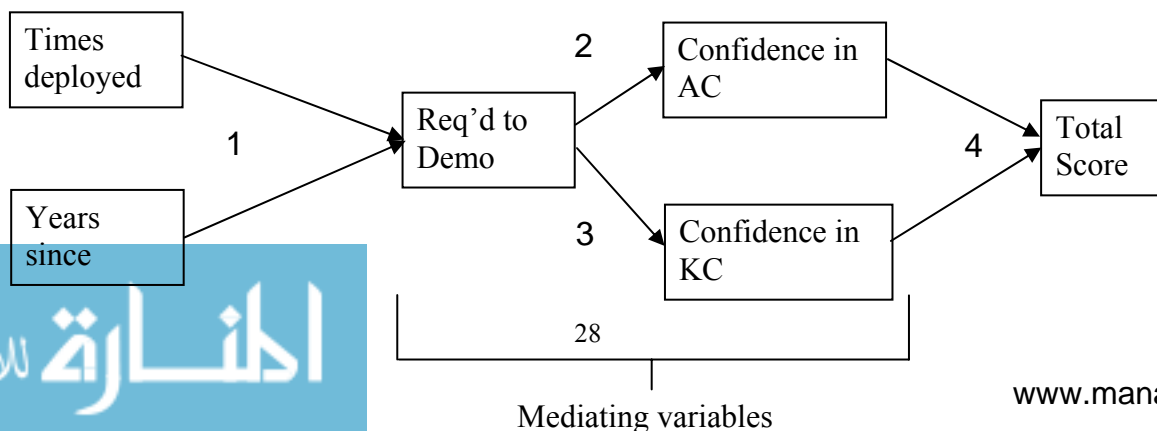 Times
deployed
1
Years
since
Req'd to
Demo
2
3
Confidence in
AC
Confidence in
KC
4
Total
Score
28
Mediating variables
المنارة
www.mana